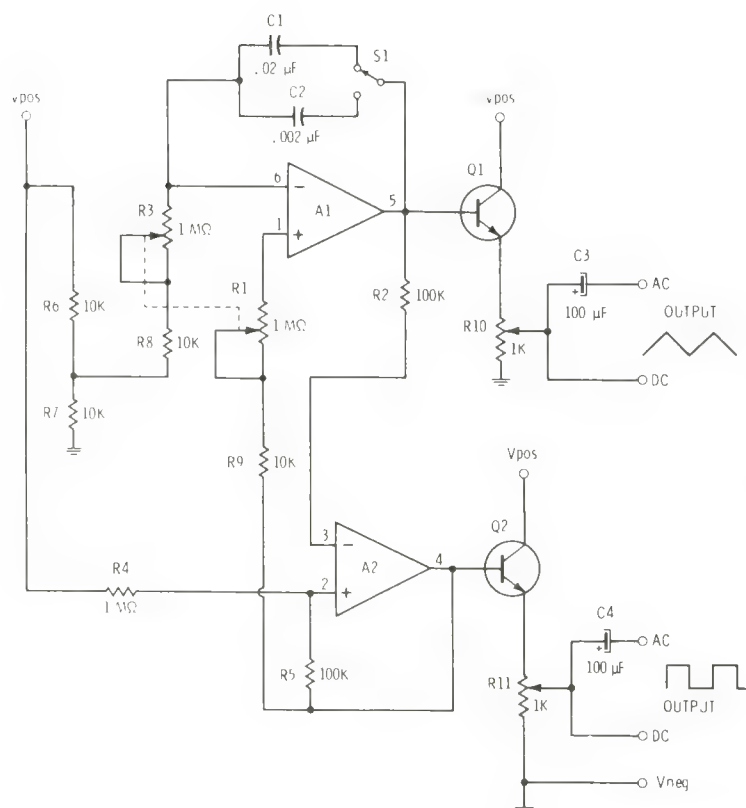 C1
.02 µF
S1
C2
.002 µF
vpos
vpos
Q1
6
−
A1
5
1
+
R3
1 MΩ
R1
1 MΩ
R2
100K
C3
+
100 µF
AC
OUTPUT
R10
1K
DC
R6
10K
R8
10K
R7
10K
R9
10K
Vpos
Q2
3
−
A2
4
2
+
R4
1 MΩ
R5
100K
C4
+
100 µF
AC
R11
1K
OUTPUT
DC
Vneg